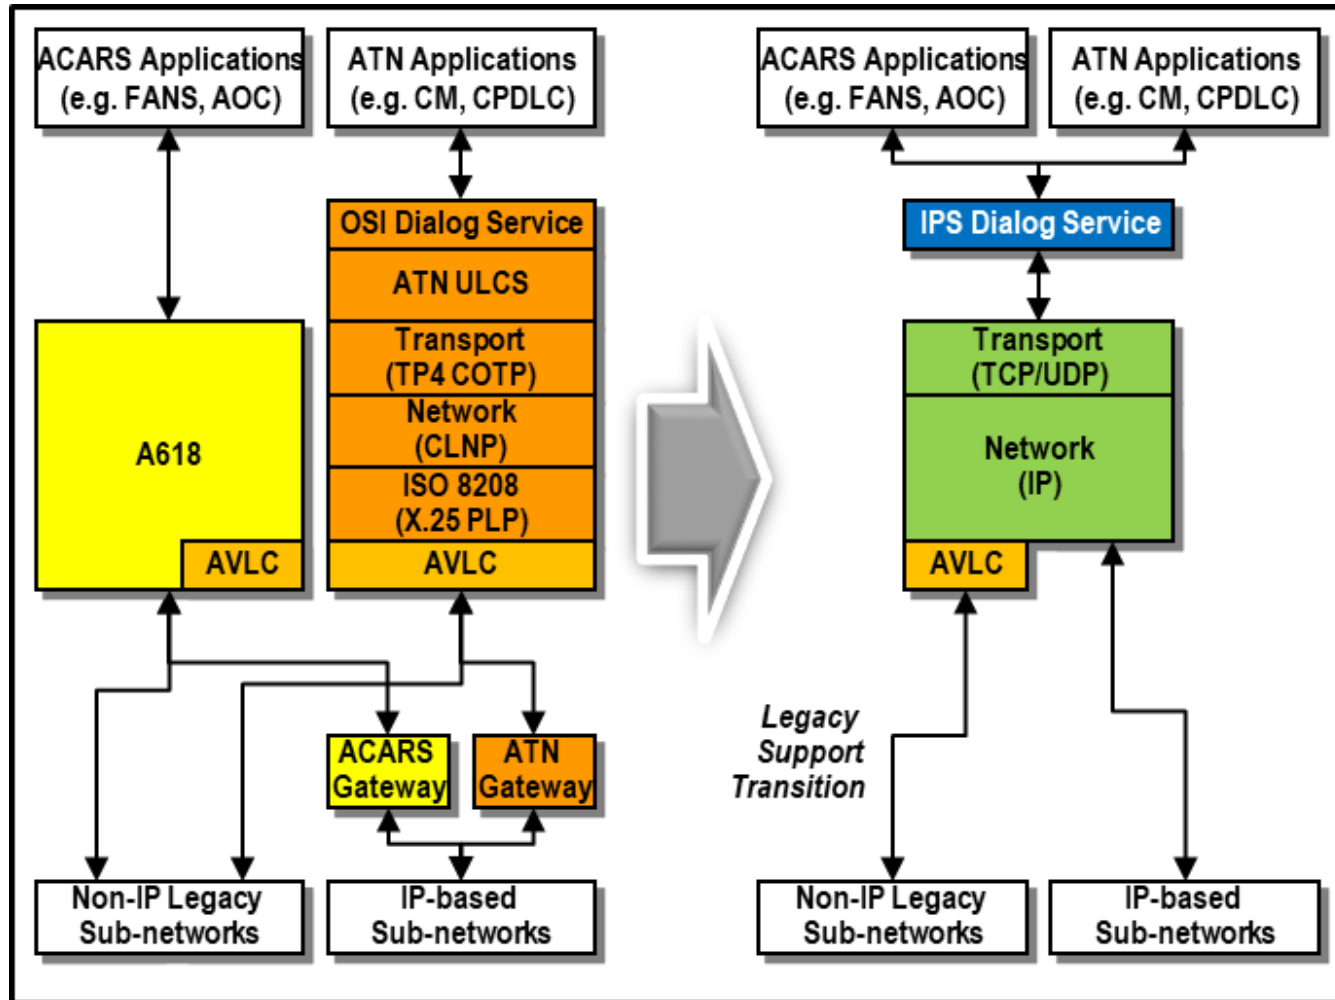 ACARS Applications
(e.g. FANS, AOC)
ATN Applications
(e.g. CM, CPDLC)
OSI Dialog Service
ATN ULCS
Transport
(TP4 COTP)
Network
(CLNP)
ISO 8208
(X.25 PLP)
AVLC
A618
AVLC
ACARS
Gateway
ATN
Gateway
Non-IP Legacy
Sub-networks
IP-based
Sub-networks
ACARS Applications
(e.g. FANS, AOC)
ATN Applications
(e.g. CM, CPDLC)
IPS Dialog Service
Transport
(TCP/UDP)
Network
(IP)
AVLC
Legacy
Support
Transition
Non-IP Legacy
Sub-networks
IP-based
Sub-networks